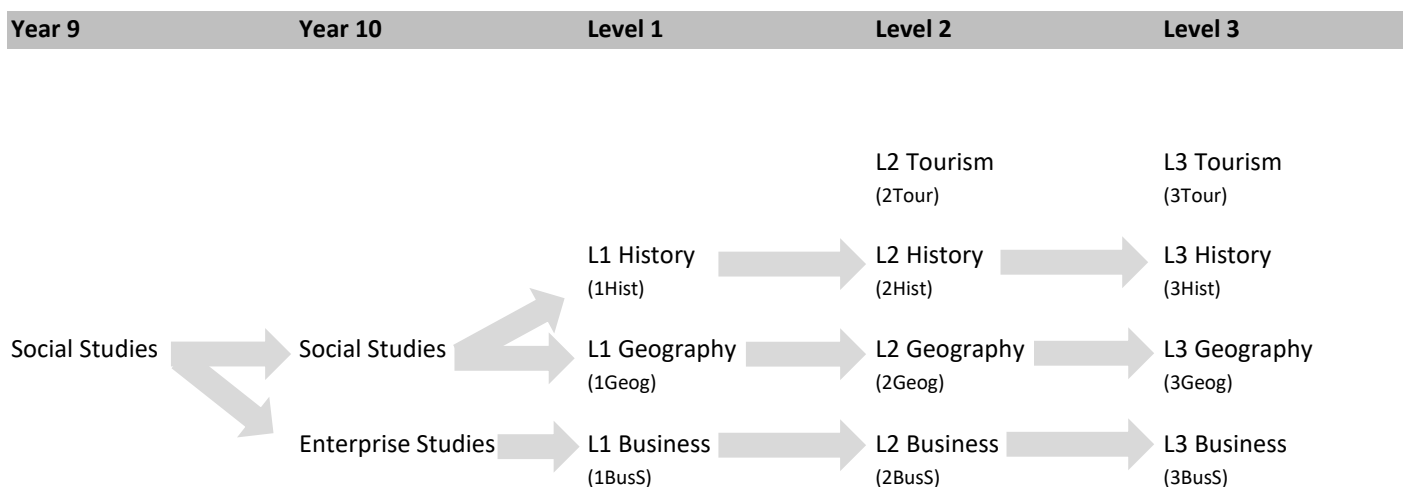 Year 9 Year 10 Level 1 Level 2 Level 3
L2 Tourism L3 Tourism
(2Tour) (3Tour)
L1 History L2 History L3 History
(1Hist) (2Hist) (3Hist)
Social Studies Social Studies L1 Geography L2 Geography L3 Geography
(1Geog) (2Geog) (3Geog)
Enterprise Studies L1 Business L2 Business L3 Business
(1BusS) (2BusS) (3BusS)